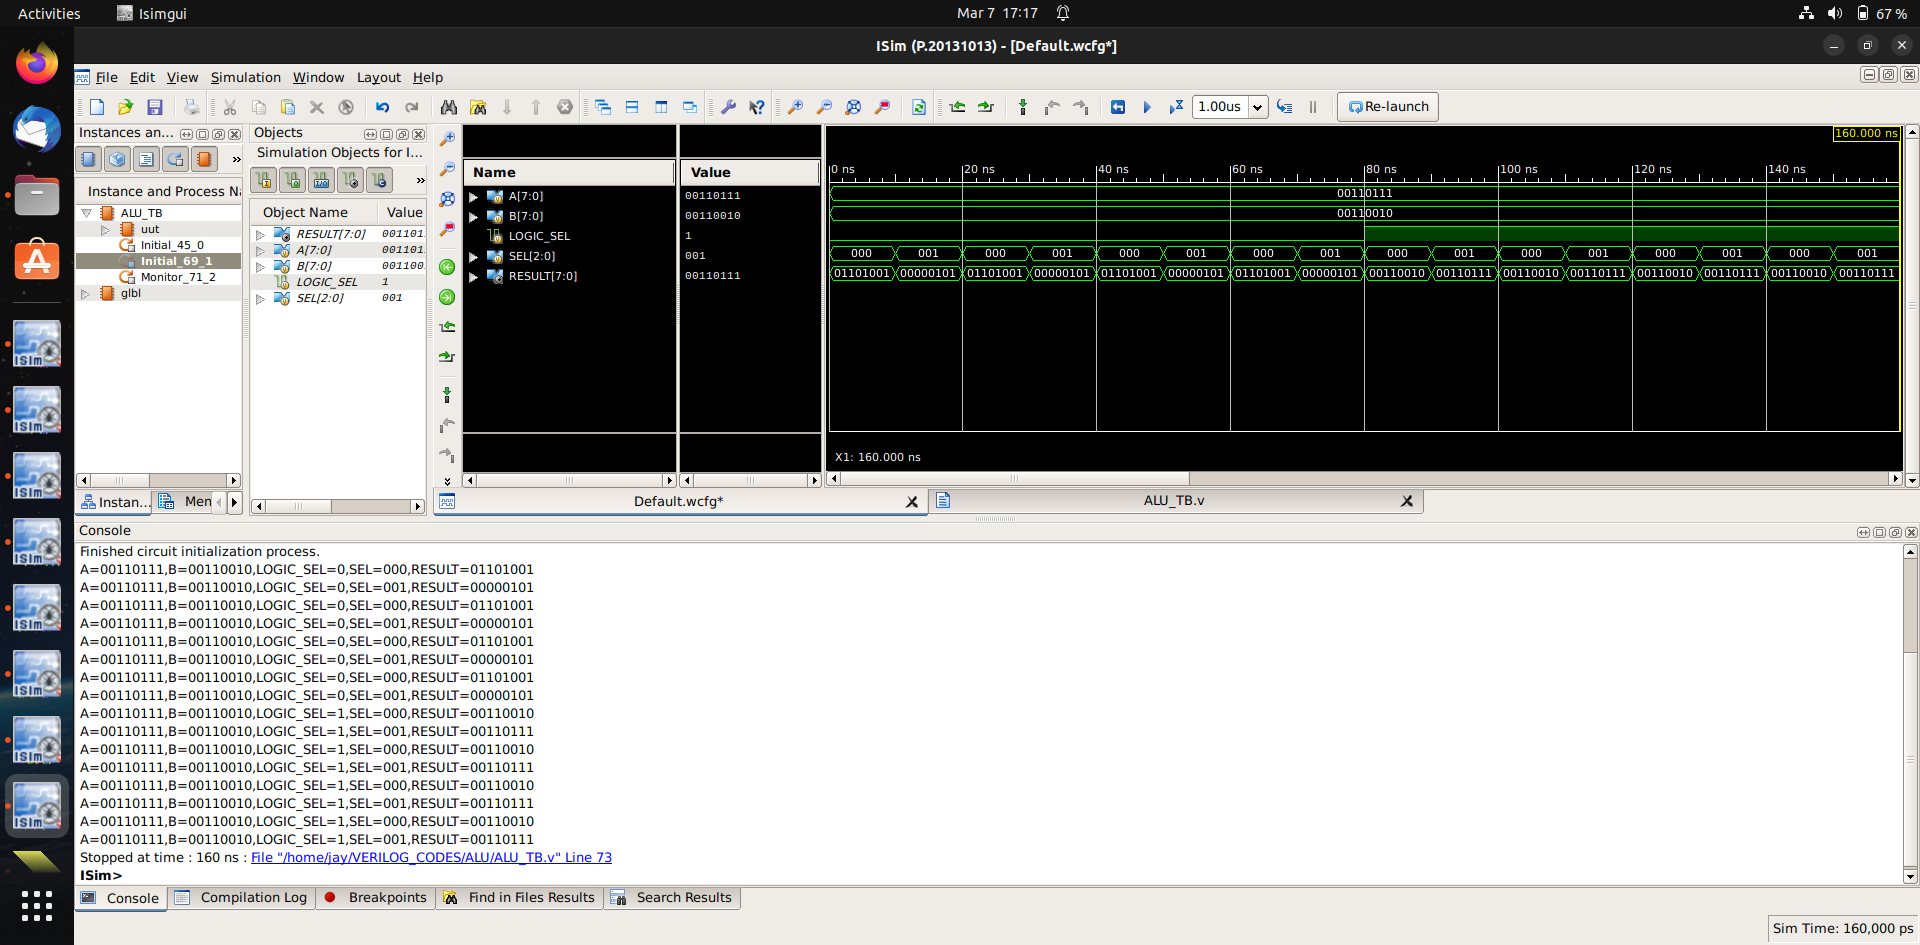 Activities
Isimgui
Mar 7 17:17
67 %
ISim (P.20131013) - [Default.wcfg*]
File Edit View Simulation Window Layout Help
1.00us
Re-launch
Instances an...
Instance and Process Na
ALU_TB
uut
Initial_45_0
Initial_69_1
Monitor_71_2
glbl
Instan...
Men
Objects
Simulation Objects for I...
Object Name Value
RESULT[7:0] 001101
A[7:0] 001101
B[7:0] 001100
LOGIC_SEL 1
SEL[2:0] 001
Name Value
A[7:0] 00110111
B[7:0] 00110010
LOGIC_SEL 1
SEL[2:0] 001
RESULT[7:0] 00110111
160.000 ns
0 ns 20 ns 40 ns 60 ns 80 ns 100 ns 120 ns 140 ns
00110111
00110010
000 001 000 001 000 001 000 001 000 001 000 001 000 001 000 001
01101001 00000101 01101001 00000101 01101001 00000101 01101001 00000101 00110010 00110111 00110010 00110111 00110010 00110111 00110010 00110111
X1: 160.000 ns
Default.wcfg*
ALU_TB.v
Console
Finished circuit initialization process.
A=00110111,B=00110010,LOGIC_SEL=0,SEL=000,RESULT=01101001
A=00110111,B=00110010,LOGIC_SEL=0,SEL=001,RESULT=00000101
A=00110111,B=00110010,LOGIC_SEL=0,SEL=000,RESULT=01101001
A=00110111,B=00110010,LOGIC_SEL=0,SEL=001,RESULT=00000101
A=00110111,B=00110010,LOGIC_SEL=0,SEL=000,RESULT=01101001
A=00110111,B=00110010,LOGIC_SEL=0,SEL=001,RESULT=00000101
A=00110111,B=00110010,LOGIC_SEL=0,SEL=000,RESULT=01101001
A=00110111,B=00110010,LOGIC_SEL=0,SEL=001,RESULT=00000101
A=00110111,B=00110010,LOGIC_SEL=1,SEL=000,RESULT=00110010
A=00110111,B=00110010,LOGIC_SEL=1,SEL=001,RESULT=00110111
A=00110111,B=00110010,LOGIC_SEL=1,SEL=000,RESULT=00110010
A=00110111,B=00110010,LOGIC_SEL=1,SEL=001,RESULT=00110111
A=00110111,B=00110010,LOGIC_SEL=1,SEL=000,RESULT=00110010
A=00110111,B=00110010,LOGIC_SEL=1,SEL=001,RESULT=00110111
A=00110111,B=00110010,LOGIC_SEL=1,SEL=000,RESULT=00110010
A=00110111,B=00110010,LOGIC_SEL=1,SEL=001,RESULT=00110111
Stopped at time : 160 ns : File "/home/jay/VERILOG_CODES/ALU/ALU_TB.v" Line 73
ISim>
Console
Compilation Log
Breakpoints
Find in Files Results
Search Results
Sim Time: 160,000 ps
ISim
ISim
ISim
ISim
ISim
ISim
ISim
ISim